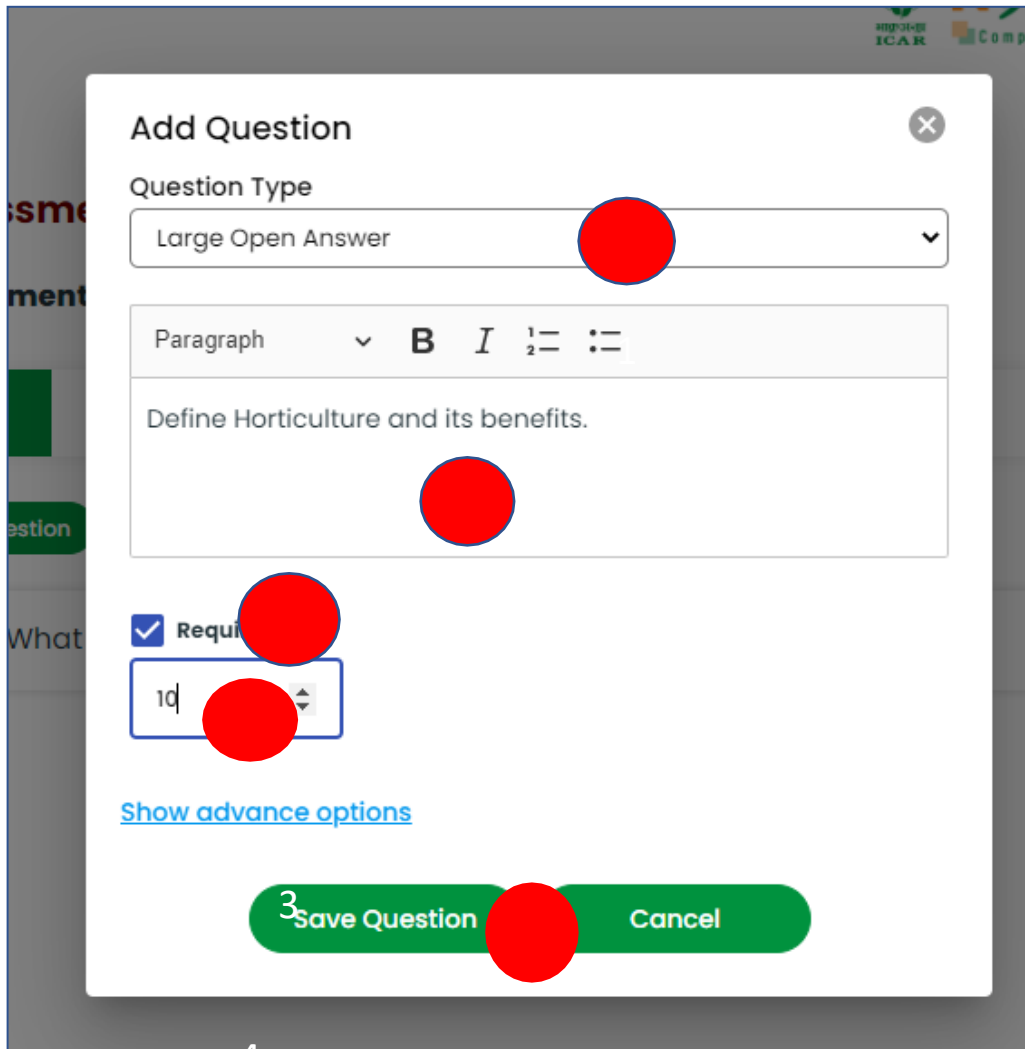 ICAR
Comp
Add Question
Question Type
ssme
Large Open Answer
ment
Paragraph B I
1
Define Horticulture and its benefits.
estion
What
Requi
10
Show advance options
3
Save Question Cancel